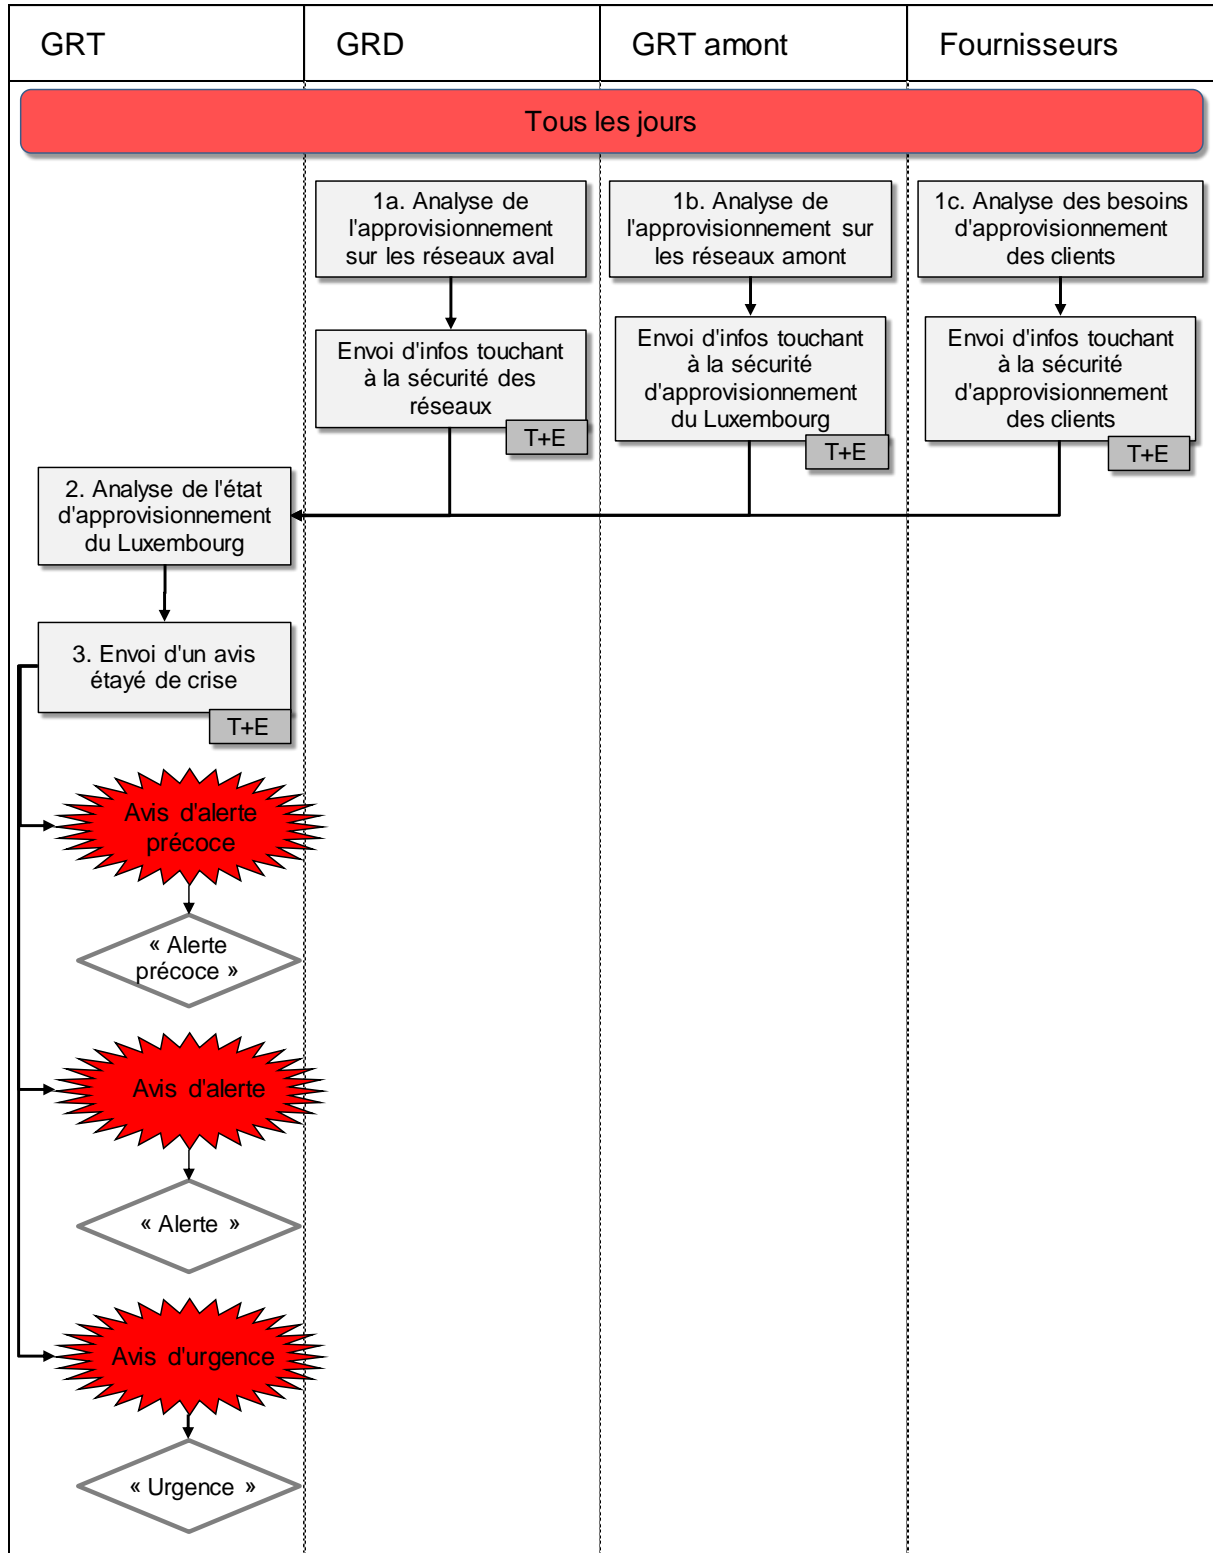 GRT
GRD
GRT amont
Fournisseurs
Tous les jours
1a. Analyse de
l'approvisionnement
sur les réseaux aval
1b. Analyse de
l'approvisionnement sur
les réseaux amont
1c. Analyse des besoins
d'approvisionnement
des clients
Envoi d'infos touchant
à la sécurité des
réseaux
T+E
Envoi d'infos touchant
à la sécurité
d'approvisionnement
du Luxembourg
T+E
Envoi d'infos touchant
à la sécurité
d'approvisionnement
des clients
T+E
2. Analyse de l'état
d'approvisionnement
du Luxembourg
3. Envoi d'un avis
étayé de crise
T+E
Avis d'alerte
précoce
« Alerte
précoce »
Avis d'alerte
« Alerte »
Avis d'urgence
« Urgence »